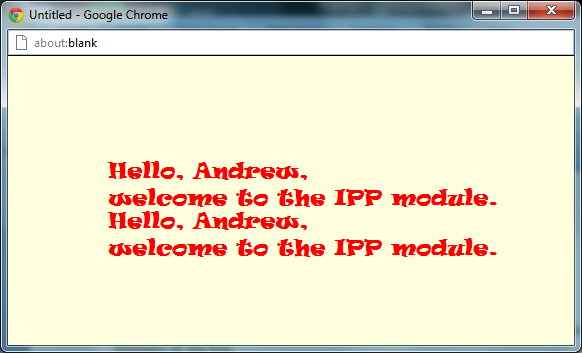 Untitled - Google Chrome
about:blank
Hello, Andrew,
welcome to the IPP module.
Hello, Andrew,
welcome to the IPP module.